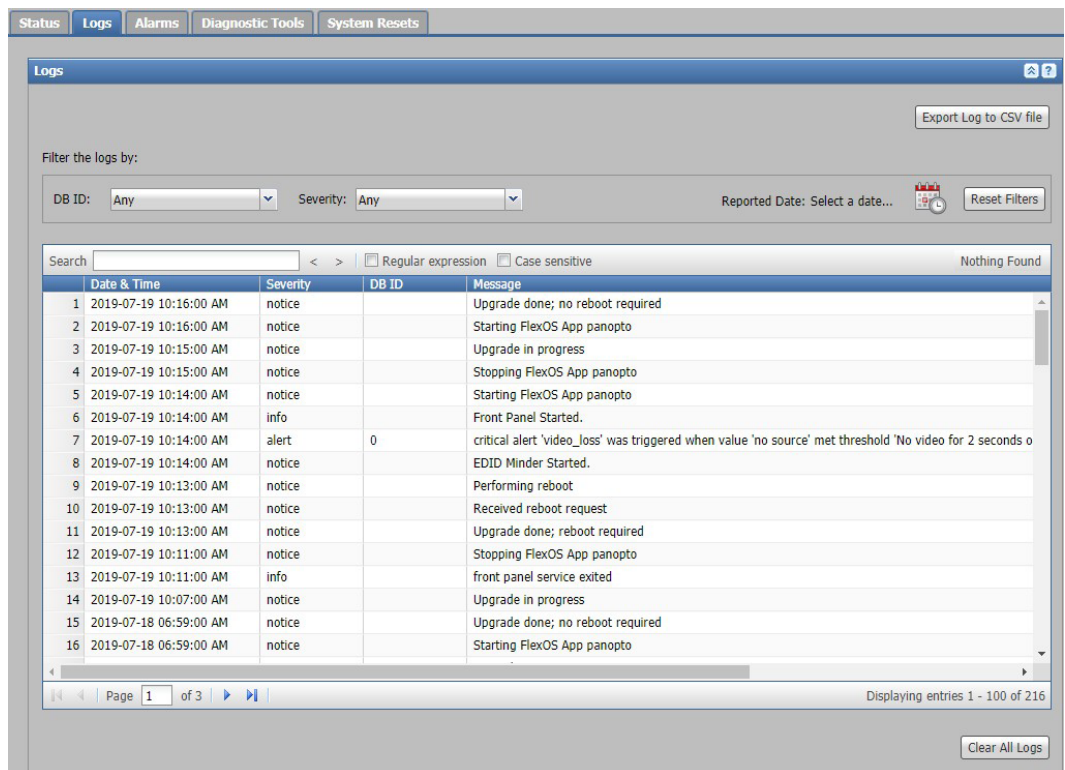 Status Logs Alarms Diagnostic Tools System Resets
Logs
Export Log to CSV file
Filter the logs by:
DB ID: Any Severity: Any Reported Date: Select a date... Reset Filters
Search < > Regular expression Case sensitive Nothing Found
Date & Time Severity DB ID Message
1 2019-07-19 10:16:00 AM notice Upgrade done; no reboot required
2 2019-07-19 10:16:00 AM notice Starting FlexOS App panopto
3 2019-07-19 10:15:00 AM notice Upgrade in progress
4 2019-07-19 10:15:00 AM notice Stopping FlexOS App panopto
5 2019-07-19 10:14:00 AM notice Starting FlexOS App panopto
6 2019-07-19 10:14:00 AM info Front Panel Started.
7 2019-07-19 10:14:00 AM alert 0 critical alert 'video_loss' was triggered when value 'no source' met threshold 'No video for 2 seconds o
8 2019-07-19 10:14:00 AM notice EDID Minder Started.
9 2019-07-19 10:13:00 AM notice Performing reboot
10 2019-07-19 10:13:00 AM notice Received reboot request
11 2019-07-19 10:13:00 AM notice Upgrade done; reboot required
12 2019-07-19 10:11:00 AM notice Stopping FlexOS App panopto
13 2019-07-19 10:11:00 AM info front panel service exited
14 2019-07-19 10:07:00 AM notice Upgrade in progress
15 2019-07-18 06:59:00 AM notice Upgrade done; no reboot required
16 2019-07-18 06:59:00 AM notice Starting FlexOS App panopto
Page 1 of 3 Displaying entries 1 - 100 of 216
Clear All Logs